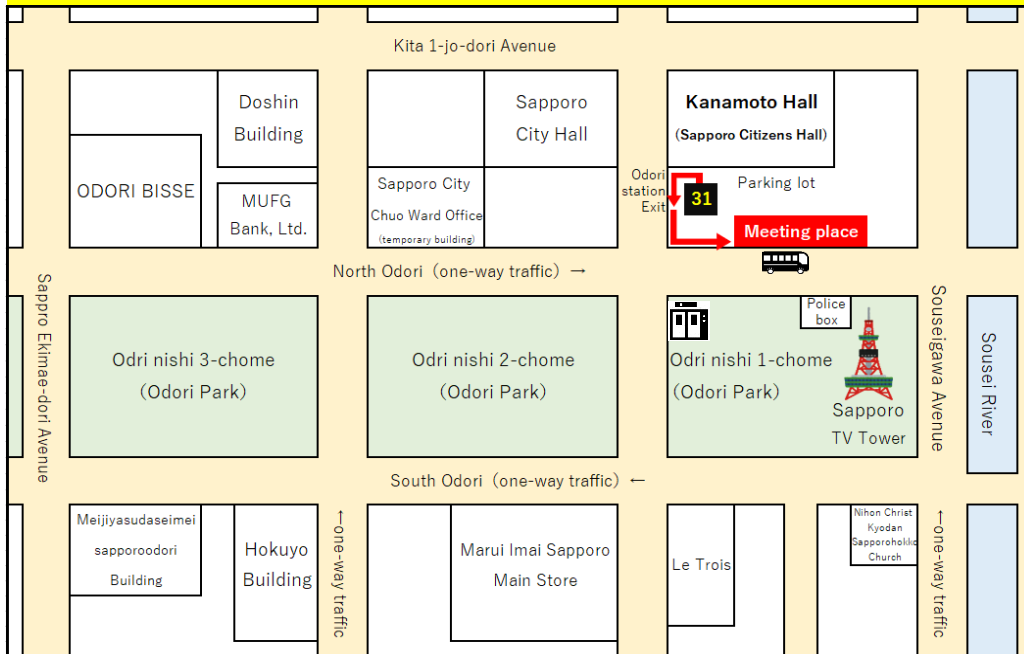 Kita 1-jo-dori Avenue
Doshin
Building
ODORI BISSE
MUFG
Bank, Ltd.
Sapporo
City Hall
Sapporo City
Chuo Ward Office
(temporary building)
Kanamoto Hall
(Sapporo Citizens Hall)
Odori
station
Exit
31
Parking lot
Meeting place
North Odori（one-way traffic） →
Sappro Ekimae-dori Avenue
Odri nishi 3-chome
（Odori Park）
Odri nishi 2-chome
（Odori Park）
Odri nishi 1-chome
（Odori Park）
Police
box
Sapporo
TV Tower
Souseigawa Avenue
Sousei River
South Odori（one-way traffic） ←
Meijiyasudaseimei
sapporoodori
Building
Hokuyo
Building
←one-way traffic
Marui Imai Sapporo
Main Store
Le Trois
Nihon Christ
Kyodan
Sapporohokko
Church
←one-way traffic